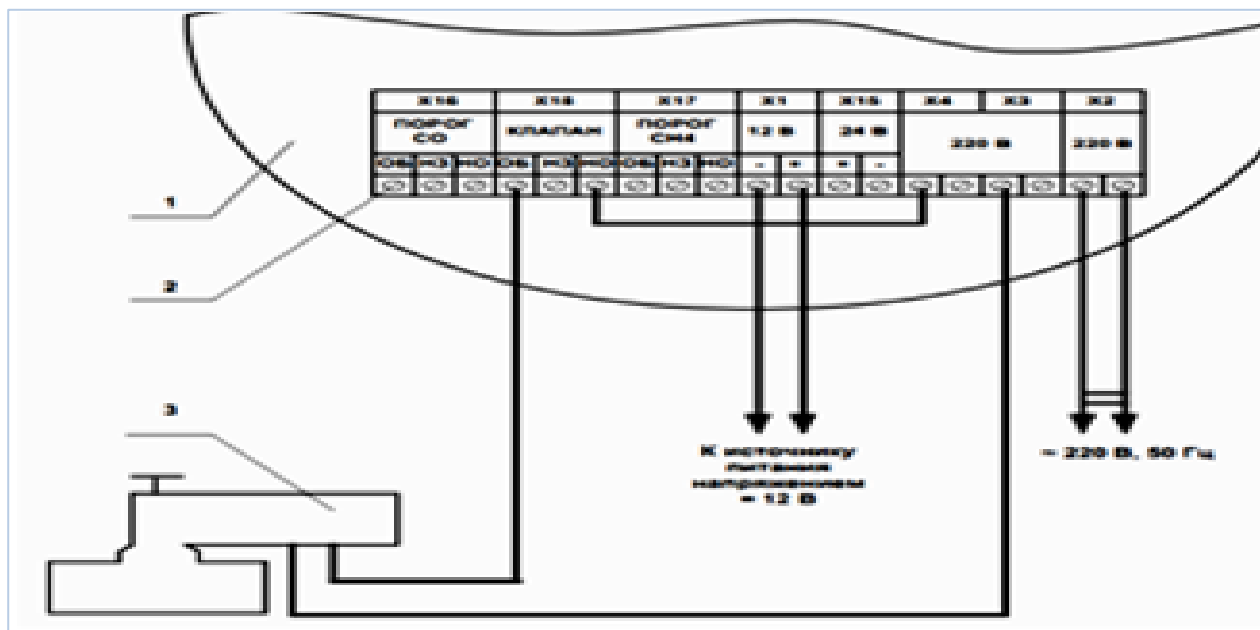 X16 X18 X17 X1 X15 X4 X3 X2
ПОРОГ СО КЛАПАН ПОРОГ СН4 12 В 24 В 220 В 220 В
ОБ НЗ НО ОБ НЗ НО ОБ НЗ НО - + + -
1
2
3
К источнику
питания
напряжением
= 12 В
~ 220 В, 50 Гц